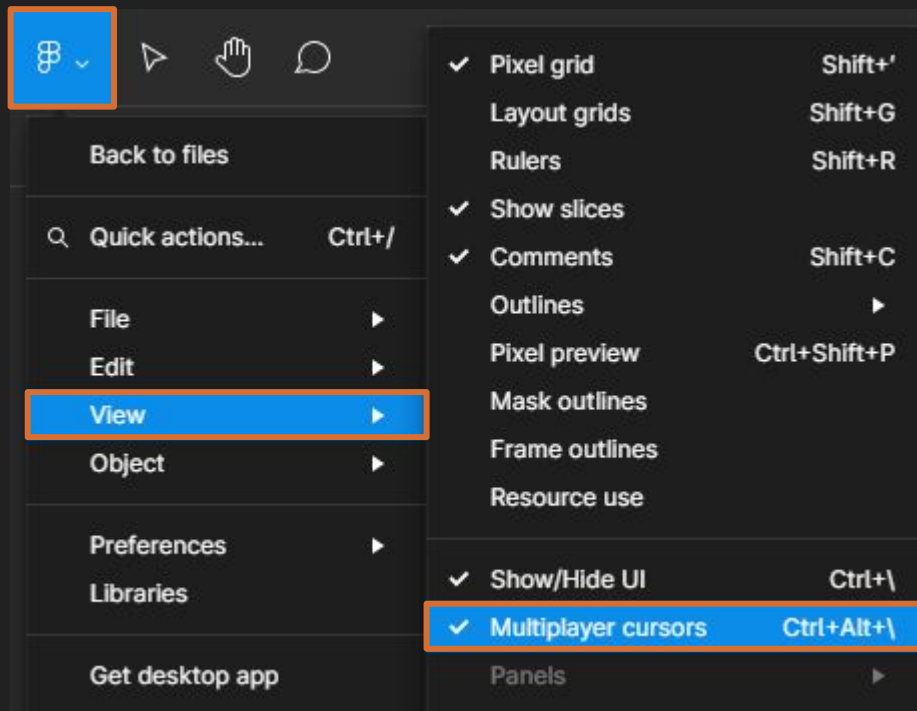 Back to files
Quick actions... Ctrl+/
File
Edit
View
Object
Preferences
Libraries
Get desktop app
Pixel grid Shift+'
Layout grids Shift+G
Rulers Shift+R
Show slices
Comments Shift+C
Outlines
Pixel preview Ctrl+Shift+P
Mask outlines
Frame outlines
Resource use
Show/Hide UI Ctrl+\
Multiplayer cursors Ctrl+Alt+\
Panels